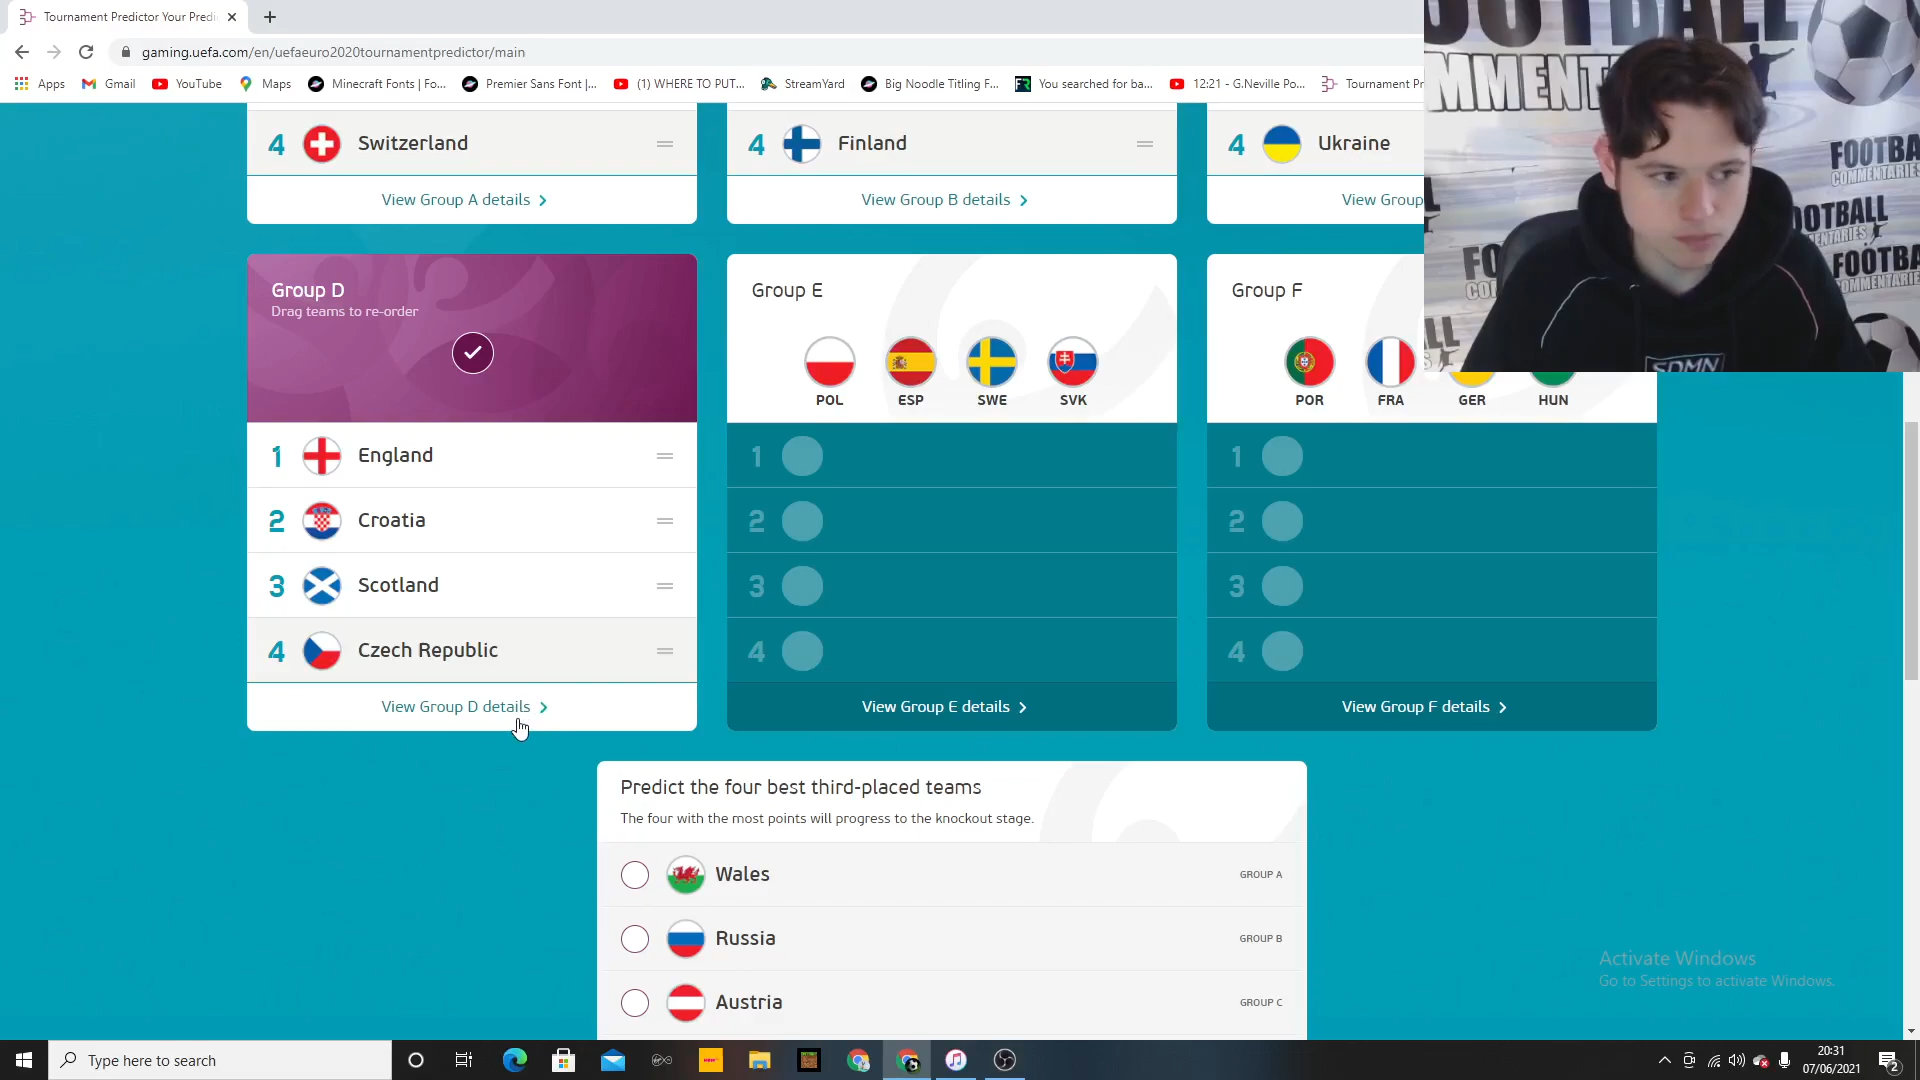 Tournament Predictor Your Predi
gaming.uefa.com/en/uefaeuro2020tournamentpredictor/main
Apps Gmail YouTube Maps Minecraft Fonts | Fo... Premier Sans Font |... (1) WHERE TO PUT... StreamYard Big Noodle Titling F... You searched for ba... 12:21 - G.Neville Po... Tournament Pr
4 Switzerland
View Group A details
4 Finland
View Group B details
4 Ukraine
View Group
Group D
Drag teams to re-order
1 England
2 Croatia
3 Scotland
4 Czech Republic
View Group D details
Group E
POL ESP SWE SVK
1
2
3
4
View Group E details
Group F
POR FRA GER HUN
1
2
3
4
View Group F details
Predict the four best third-placed teams
The four with the most points will progress to the knockout stage.
Wales GROUP A
Russia GROUP B
Austria GROUP C
Activate Windows
Go to Settings to activate Windows.
FOOTBALL
COMMENTARIES
SDMN
Type here to search
20:31
07/06/2021
2